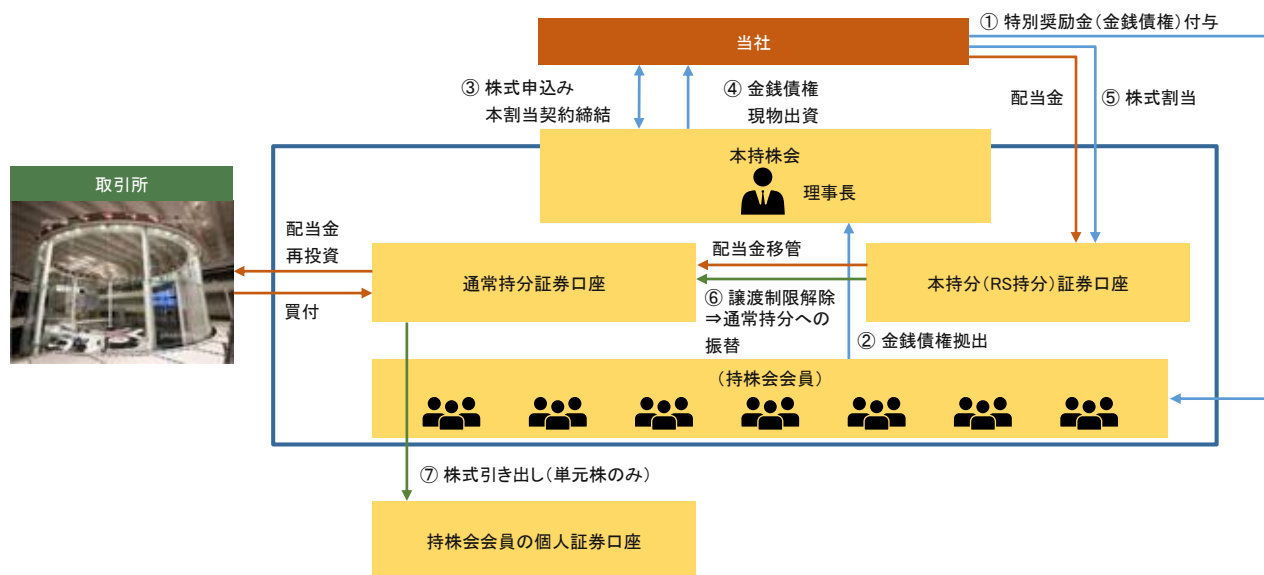 ① 特別奨励金(金銭債権)付与
当社
③ 株式申込み
本割当契約締結
④ 金銭債権
現物出資
配当金
⑤ 株式割当
本持株会
理事長
取引所
配当金
再投資
買付
通常持分証券口座
配当金移管
本持分(RS持分)証券口座
⑥ 譲渡制限解除
⇒通常持分への
振替
② 金銭債権拠出
(持株会会員)
⑦ 株式引き出し(単元株のみ)
持株会会員の個人証券口座